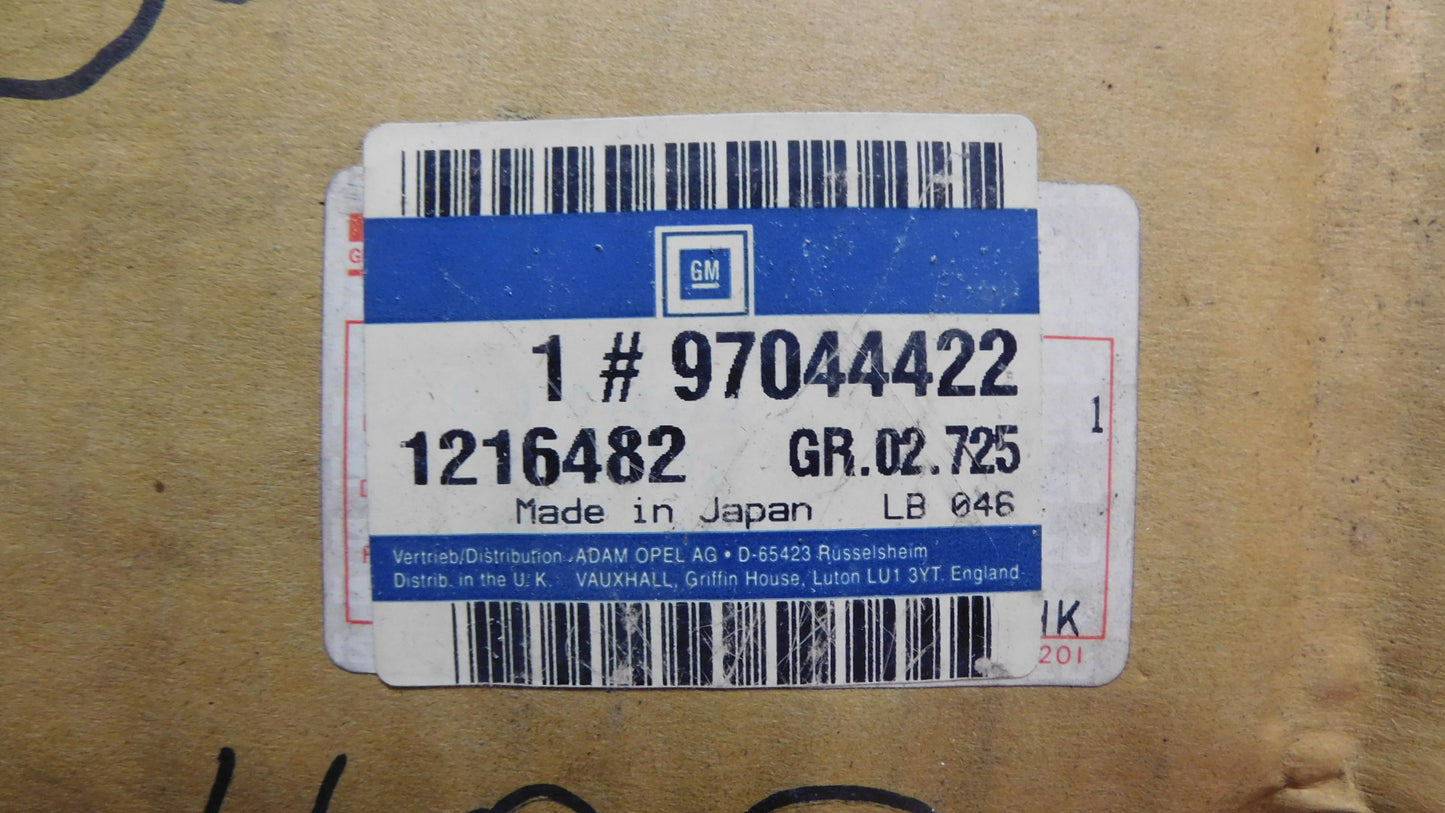 GM
1 # 97044422
1
1216482 GR.02.725
Made in Japan LB 046
Vertrieb/Distribution ADAM OPEL AG • D-65423 Russelsheim
Distrib. in the U.K. VAUXHALL, Griffin House, Luton LU1 3YT. England
201